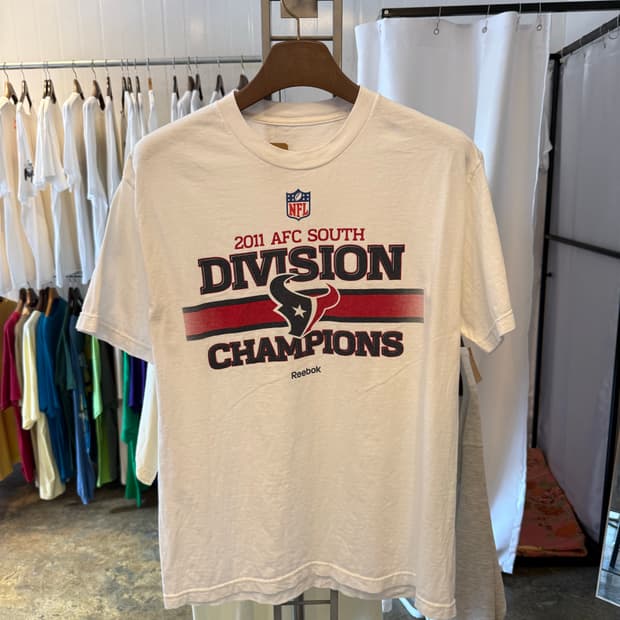 NFL
2011 AFC SOUTH
DIVISION
CHAMPIONS
Reebok